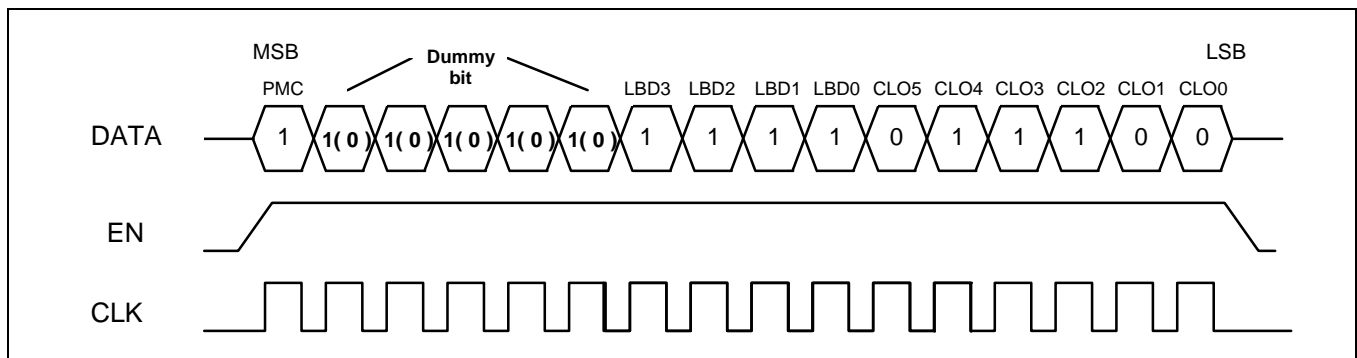 MSB Dummy bit LSB
PMC LBD3 LBD2 LBD1 LBD0 CLO5 CLO4 CLO3 CLO2 CLO1 CLO0
DATA 1 1( 0 ) 1( 0 ) 1( 0 ) 1( 0 ) 1( 0 ) 1 1 1 1 0 1 1 1 0 0
EN
CLK